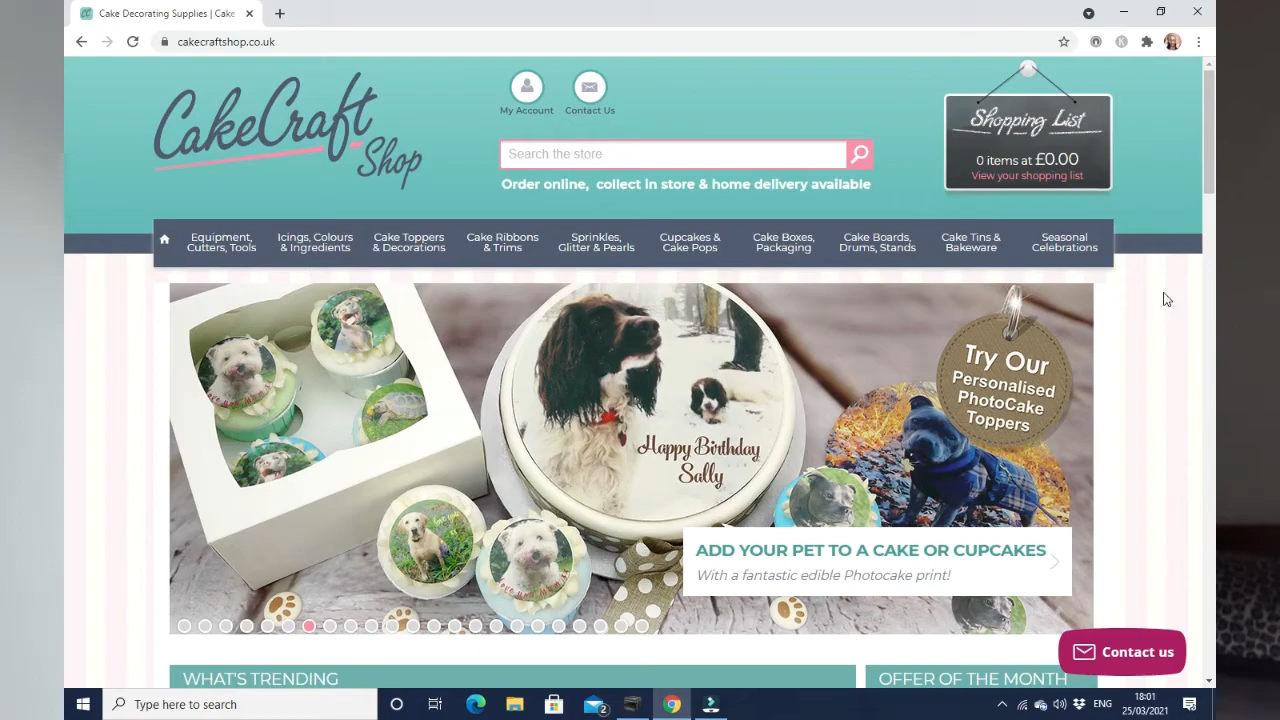 Cake Decorating Supplies | Cake
cakecraftshop.co.uk
CakeCraft
Shop
My Account
Contact Us
Search the store
Order online, collect in store & home delivery available
Shopping List
0 items at £0.00
View your shopping list
Equipment,
Cutters, Tools
Icings, Colours
& Ingredients
Cake Toppers
& Decorations
Cake Ribbons
& Trims
Sprinkles,
Glitter & Pearls
Cupcakes &
Cake Pops
Cake Boxes,
Packaging
Cake Boards,
Drums, Stands
Cake Tins &
Bakeware
Seasonal
Celebrations
Try Our
Personalised
PhotoCake
Toppers
Happy Birthday
Sally
ADD YOUR PET TO A CAKE OR CUPCAKES
With a fantastic edible Photocake print!
Contact us
WHAT'S TRENDING
OFFER OF THE MONTH
Type here to search
2
ENG
18:01
25/03/2021